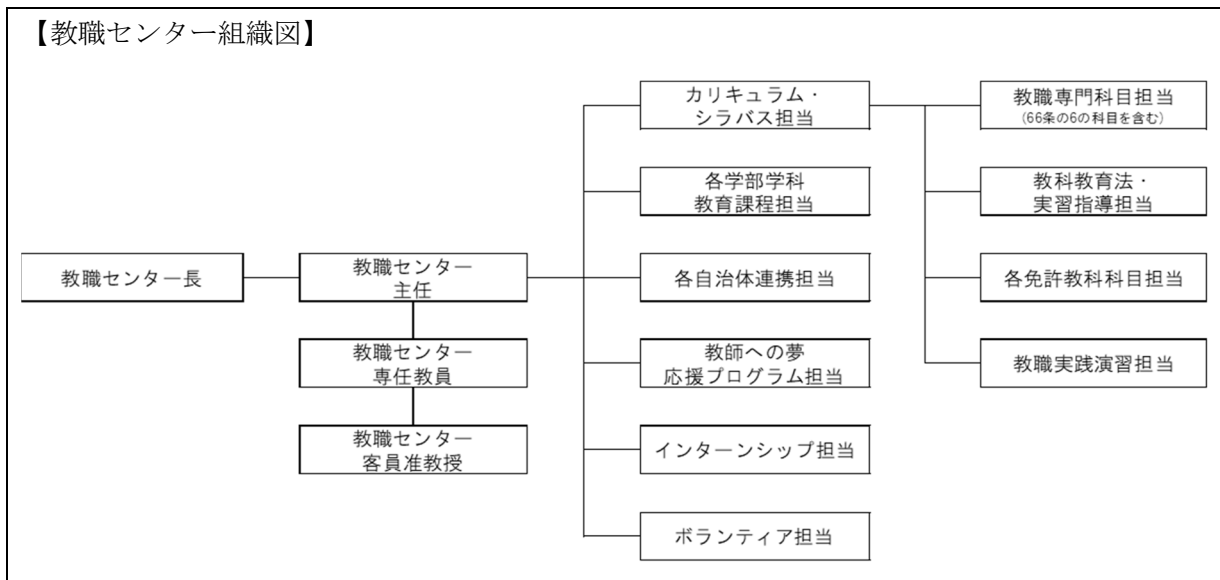 【教職センター組織図】
教職センター長
教職センター
主任
教職センター
専任教員
教職センター
客員准教授
カリキュラム・
シラバス担当
各学部学科
教育課程担当
各自治体連携担当
教師への夢
応援プログラム担当
インターンシップ担当
ボランティア担当
教職専門科目担当
(66条の6の科目を含む)
教科教育法・
実習指導担当
各免許教科科目担当
教職実践演習担当